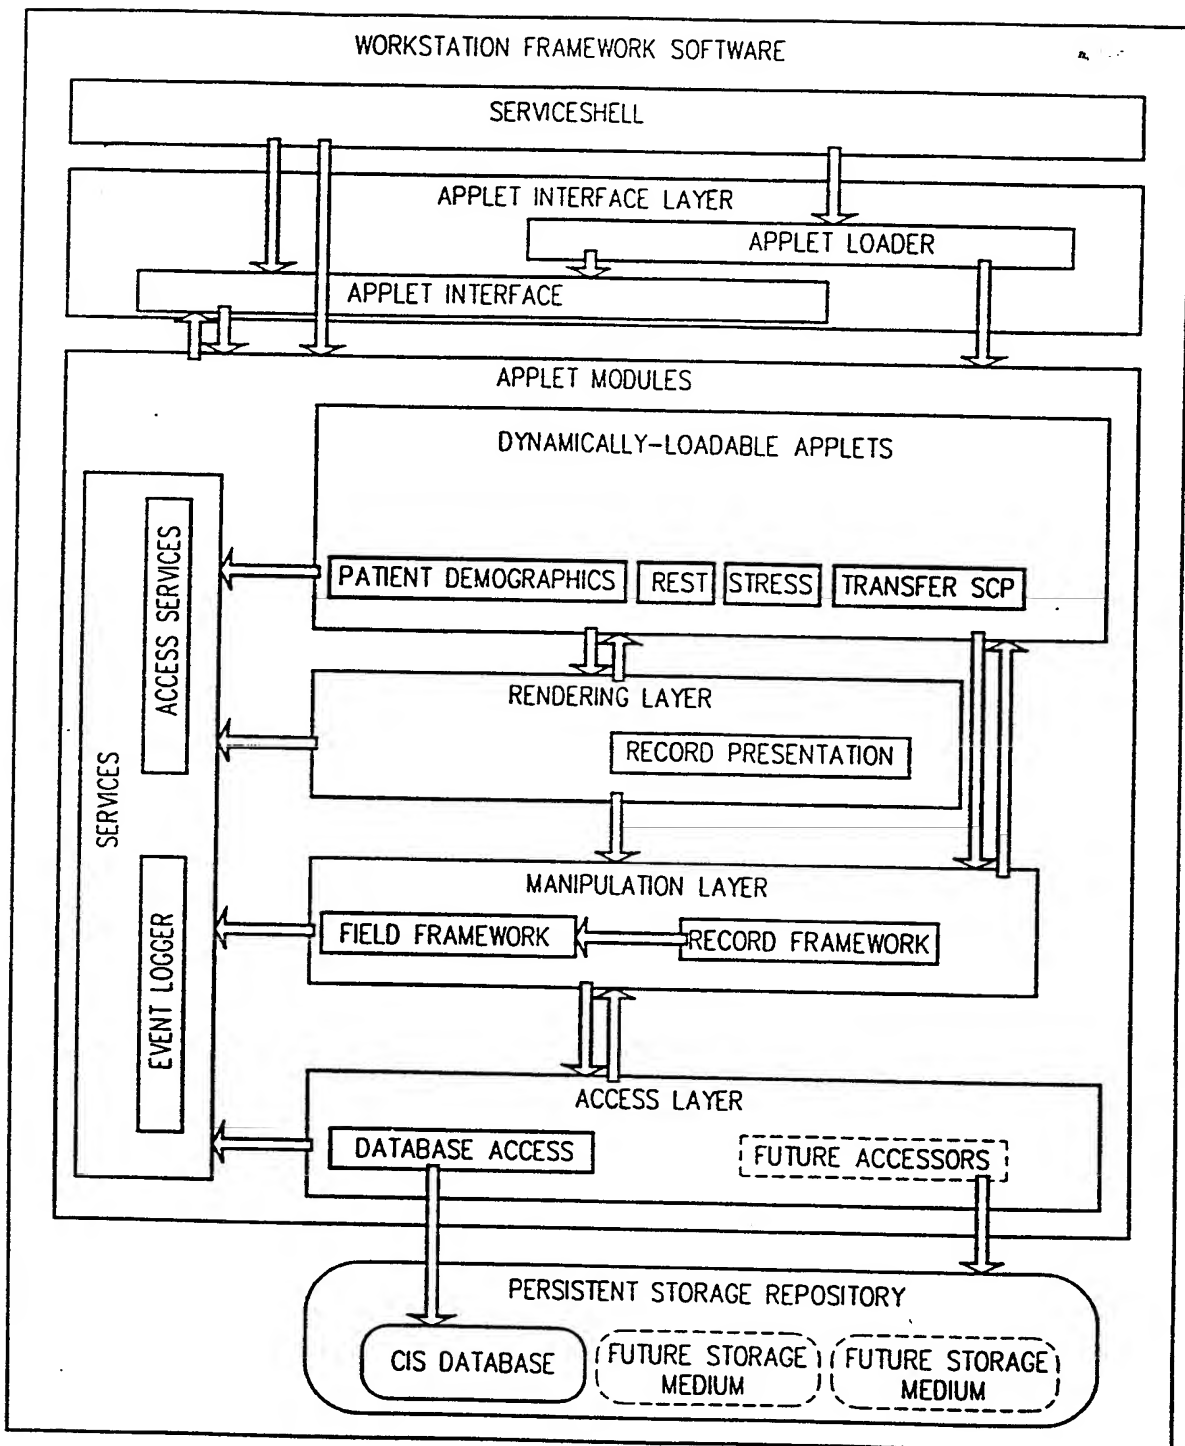 WORKSTATION FRAMEWORK SOFTWARE
SERVICESHELL
APPLET INTERFACE LAYER
APPLET LOADER
APPLET INTERFACE
APPLET MODULES
DYNAMICALLY-LOADABLE APPLETS
PATIENT DEMOGRAPHICS
REST
STRESS
TRANSFER SCP
SERVICES
ACCESS SERVICES
EVENT LOGGER
RENDERING LAYER
RECORD PRESENTATION
MANIPULATION LAYER
FIELD FRAMEWORK
RECORD FRAMEWORK
ACCESS LAYER
DATABASE ACCESS
FUTURE ACCESSORS
PERSISTENT STORAGE REPOSITORY
CIS DATABASE
FUTURE STORAGE
MEDIUM
FUTURE STORAGE
MEDIUM